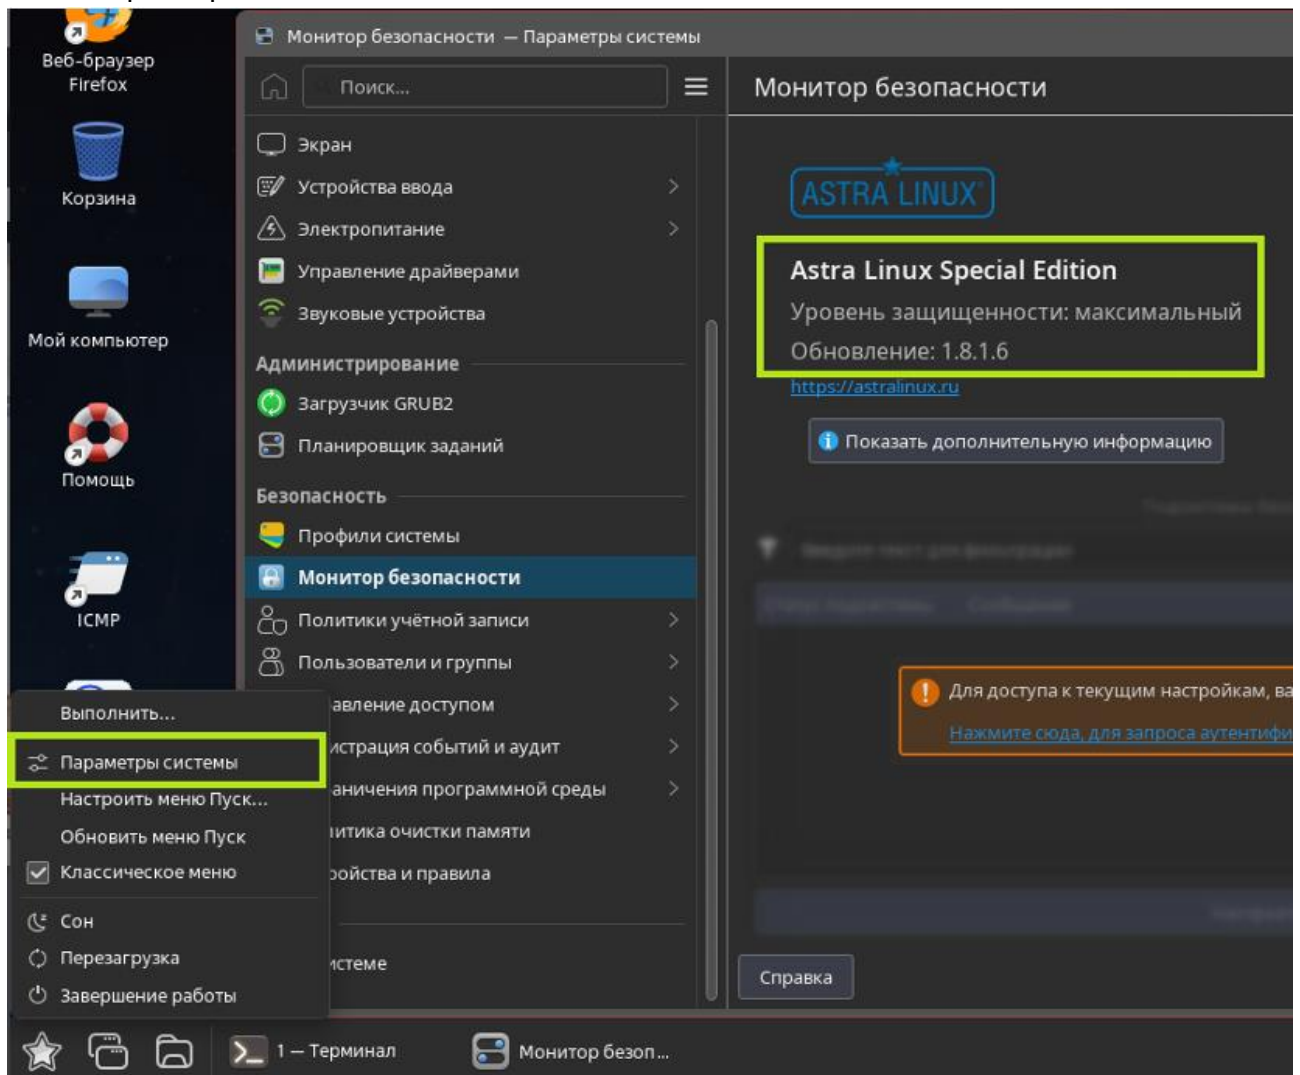 Веб-браузер
Firefox
Корзина
Мой компьютер
Помощь
ICMP
Монитор безопасности — Параметры системы
Поиск...
Экран
Устройства ввода
Электропитание
Управление драйверами
Звуковые устройства
Администрирование
Загрузчик GRUB2
Планировщик заданий
Безопасность
Профили системы
Монитор безопасности
Политики учётной записи
Пользователи и группы
авление доступом
истрация событий и аудит
аничения программной среды
итика очистки памяти
ройства и правила
истеме
Монитор безопасности
ASTRA LINUX
Astra Linux Special Edition
Уровень защищенности: максимальный
Обновление: 1.8.1.6
https://astralinux.ru
Показать дополнительную информацию
Для доступа к текущим настройкам, ва
Нажмите сюда, для запроса аутентифи
Справка
Выполнить...
Параметры системы
Настроить меню Пуск...
Обновить меню Пуск
Классическое меню
Сон
Перезагрузка
Завершение работы
1 — Терминал
Монитор безоп...